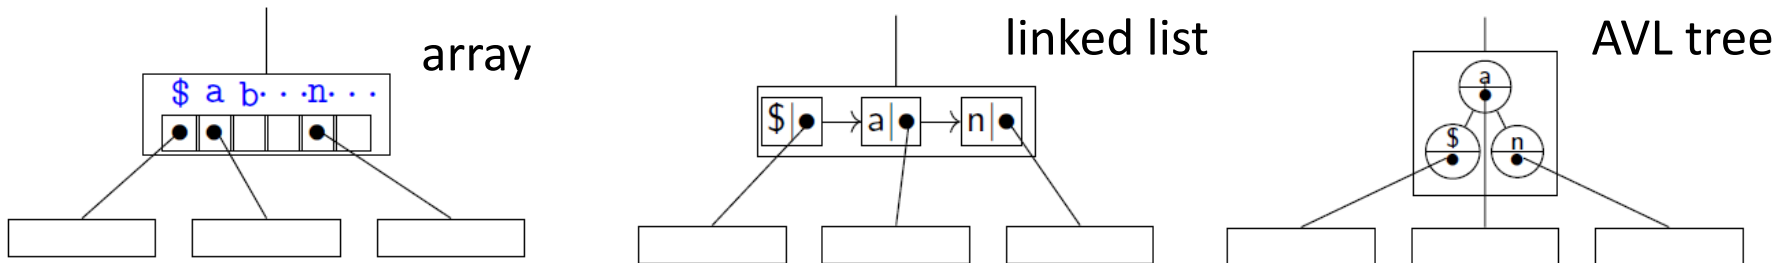 array
$ a b···n···
linked list
$ a n
AVL tree
a
$ n